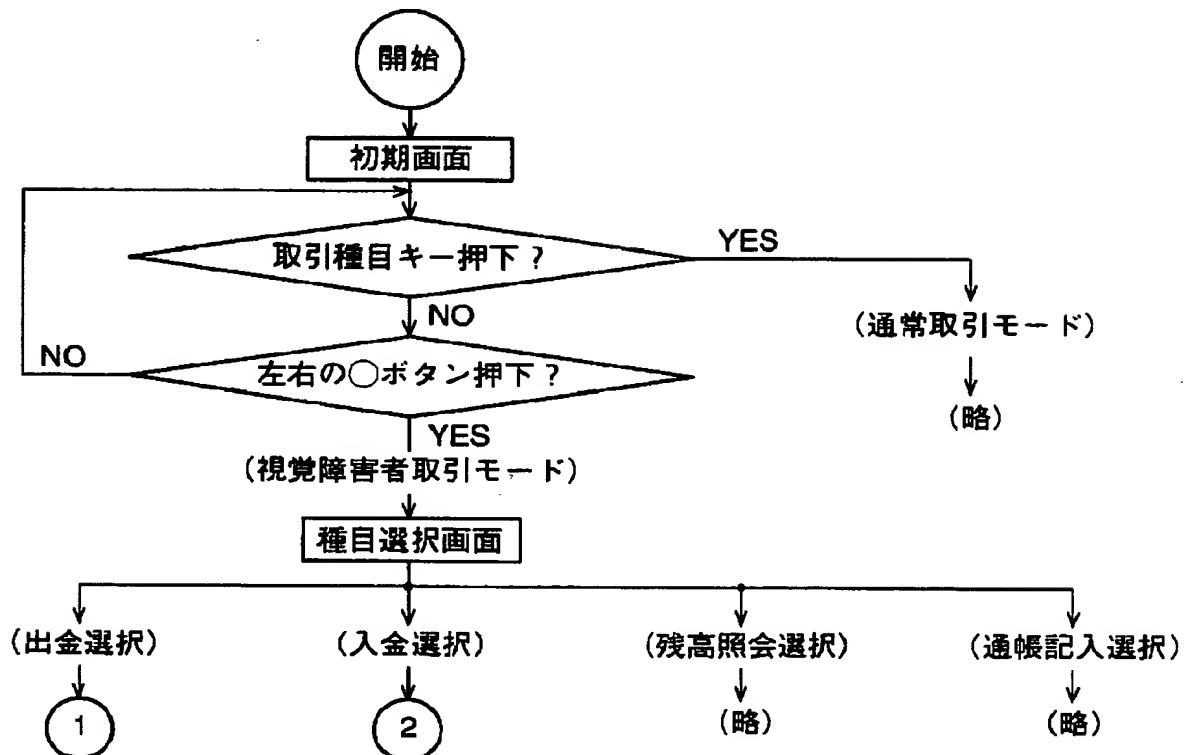 開始
初期画面
取引種目キー押下？
YES
NO
(通常取引モード)
NO
左右の○ボタン押下？
(略)
YES
(視覚障害者取引モード)
種目選択画面
(出金選択)
(入金選択)
(残高照会選択)
(通帳記入選択)
1
2
(略)
(略)